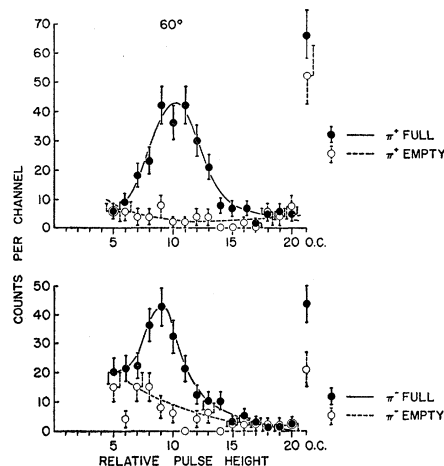 60°
70
60
50
40
30
20
10
0
5 10 15 20 O.C.
π⁺ FULL
π⁺ EMPTY
COUNTS PER CHANNEL
50
40
30
20
10
0
5 10 15 20 O.C.
π⁻ FULL
π⁻ EMPTY
RELATIVE PULSE HEIGHT